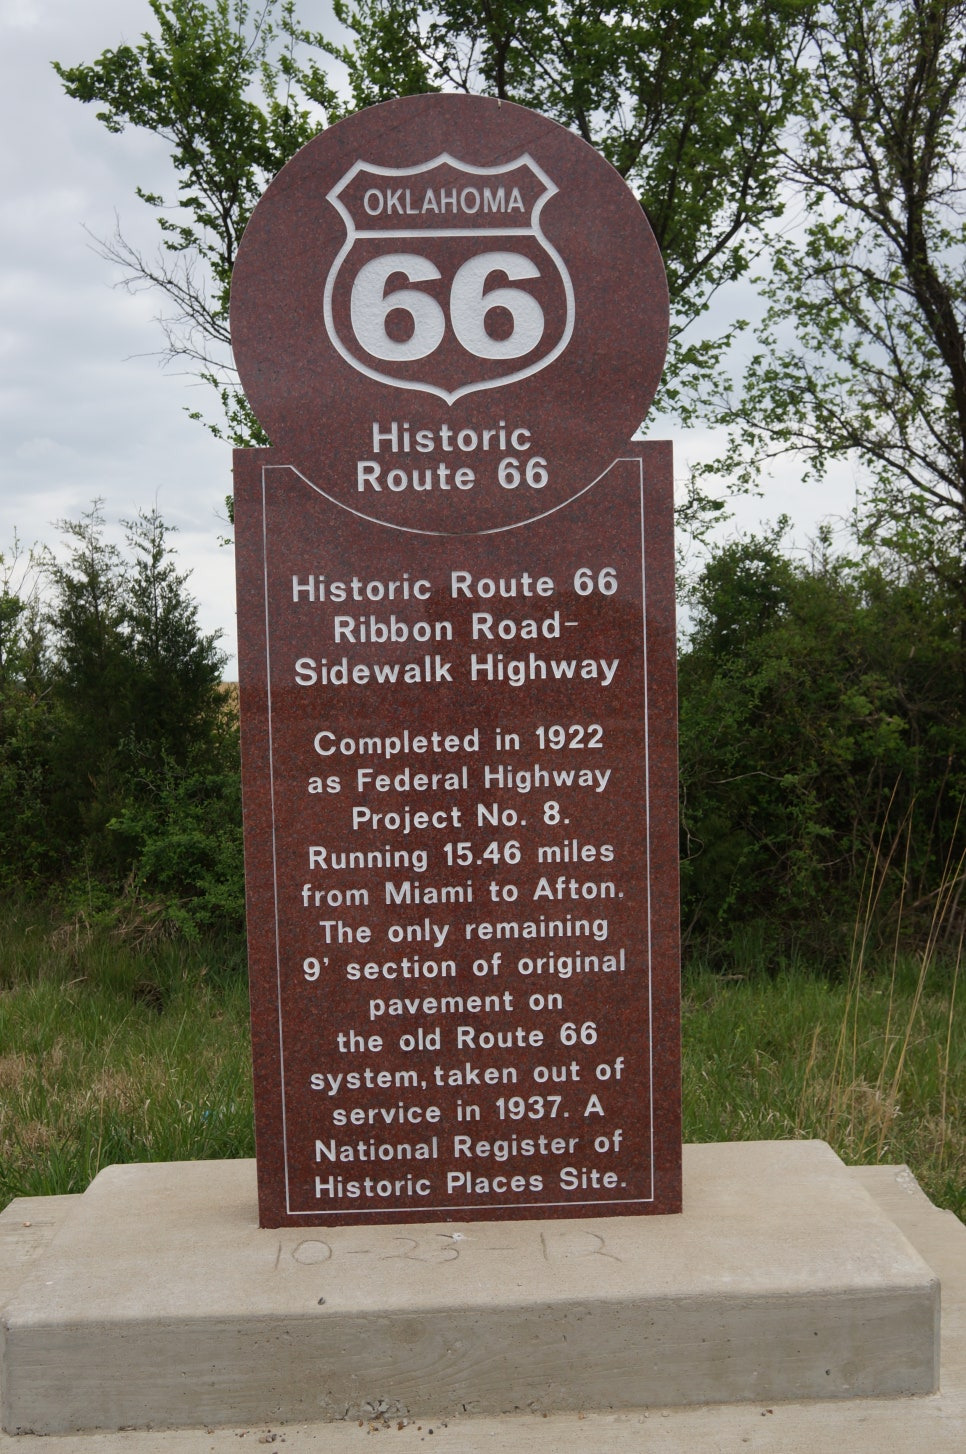 OKLAHOMA
66
Historic
Route 66
Historic Route 66
Ribbon Road-
Sidewalk Highway
Completed in 1922
as Federal Highway
Project No. 8.
Running 15.46 miles
from Miami to Afton.
The only remaining
9' section of original
pavement on
the old Route 66
system, taken out of
service in 1937. A
National Register of
Historic Places Site.
10-23-12